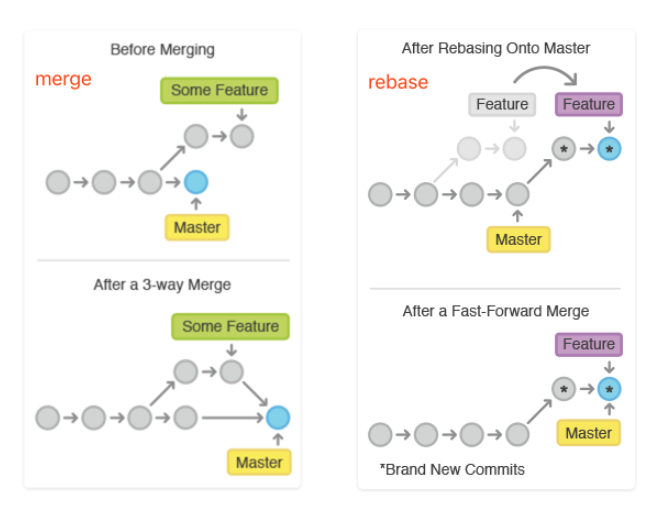 Before Merging
merge
Some Feature
Master
After a 3-way Merge
Some Feature
Master
After Rebasing Onto Master
rebase
Feature
Feature
*
*
Master
After a Fast-Forward Merge
Feature
*
*
Master
*Brand New Commits